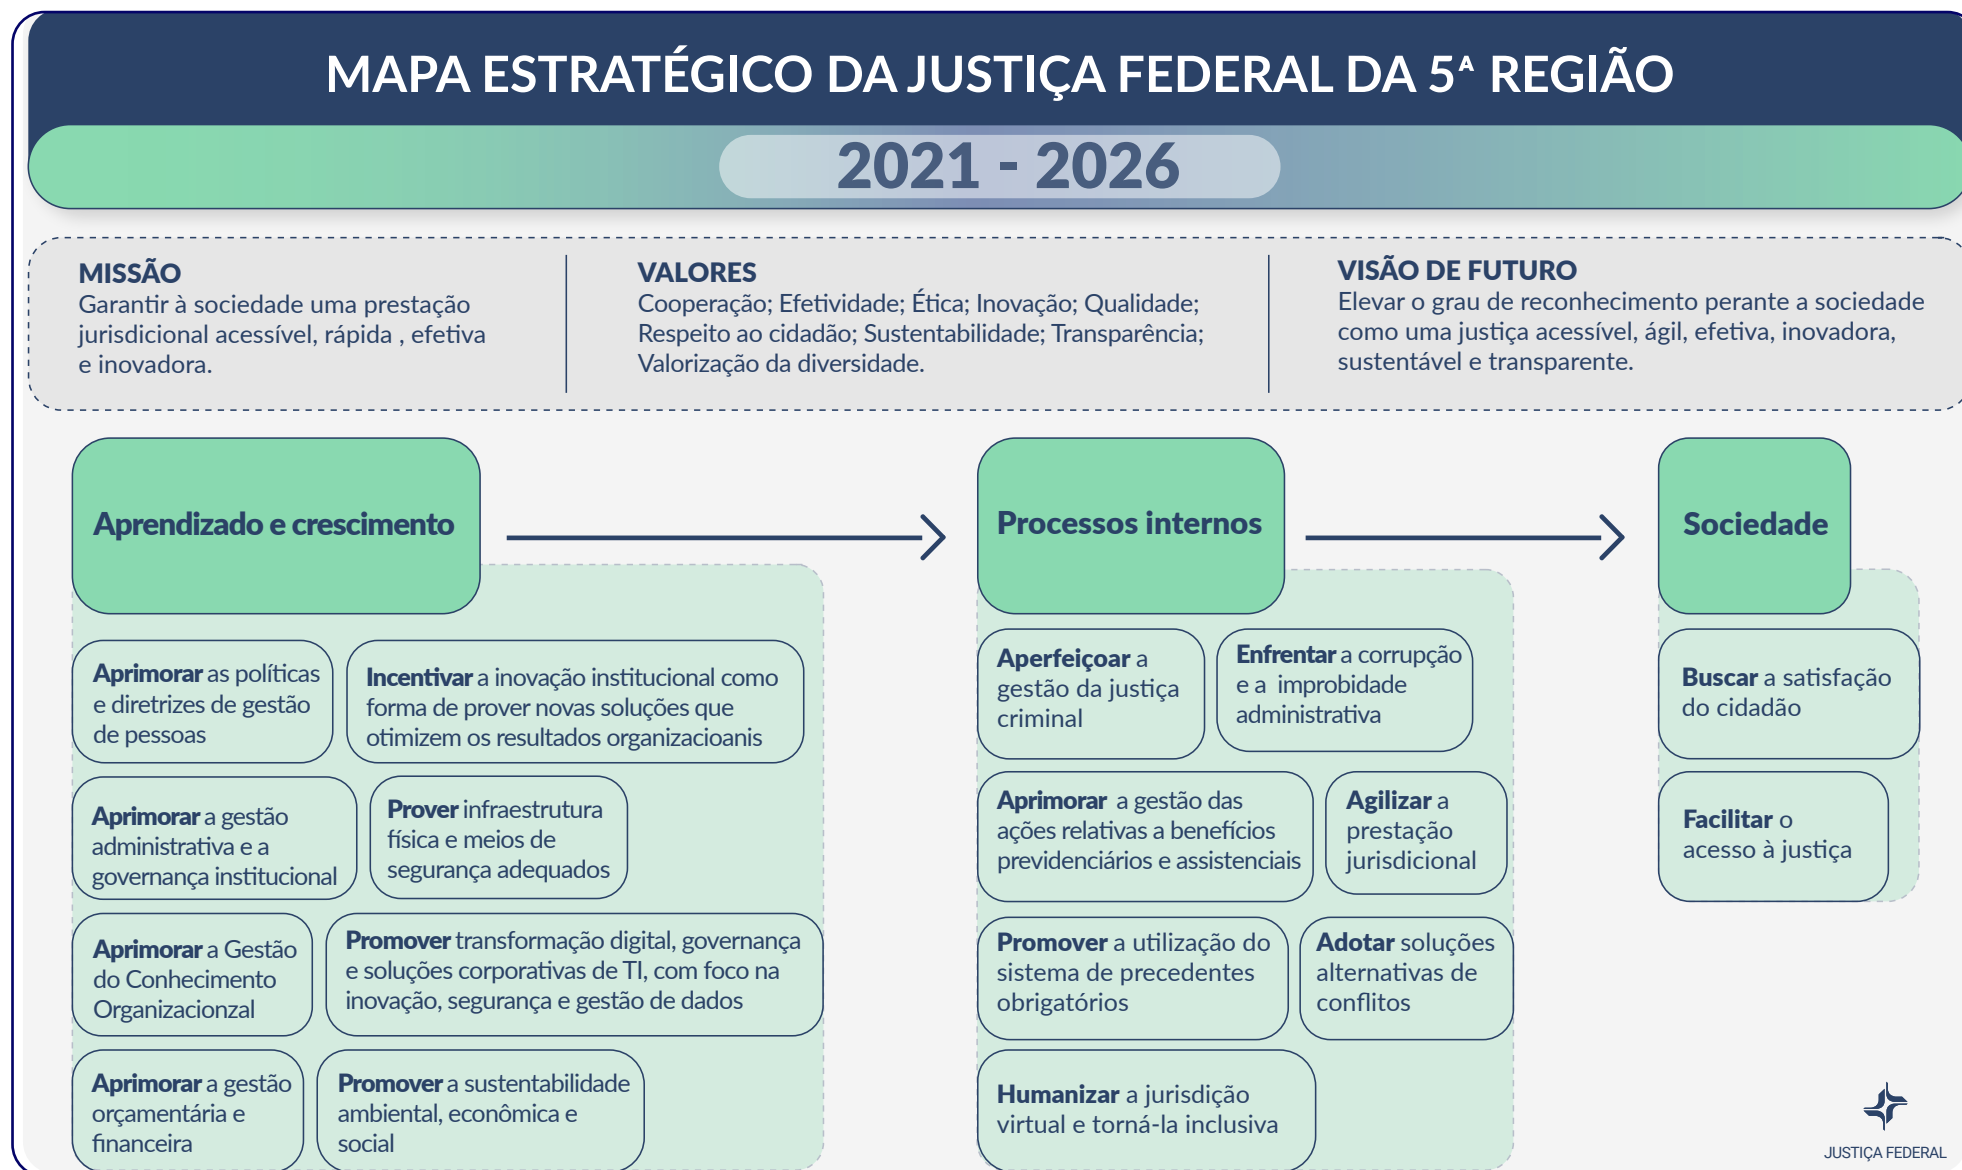 MAPA ESTRATÉGICO DA JUSTIÇA FEDERAL DA 5ª REGIÃO
2021 - 2026
MISSÃO
Garantir à sociedade uma prestação
jurisdicional acessível, rápida , efetiva
e inovadora.
VALORES
Cooperação; Efetividade; Ética; Inovação; Qualidade;
Respeito ao cidadão; Sustentabilidade; Transparência;
Valorização da diversidade.
VISÃO DE FUTURO
Elevar o grau de reconhecimento perante a sociedade
como uma justiça acessível, ágil, efetiva, inovadora,
sustentável e transparente.
Aprendizado e crescimento
Aprimorar as políticas
e diretrizes de gestão
de pessoas
Incentivar a inovação institucional como
forma de prover novas soluções que
otimizem os resultados organizacioanis
Aprimorar a gestão
administrativa e a
governança institucional
Prover infraestrutura
física e meios de
segurança adequados
Aprimorar a Gestão
do Conhecimento
Organizacionzal
Promover transformação digital, governança
e soluções corporativas de TI, com foco na
inovação, segurança e gestão de dados
Aprimorar a gestão
orçamentária e
financeira
Promover a sustentabilidade
ambiental, econômica e
social
Processos internos
Aperfeiçoar a
gestão da justiça
criminal
Enfrentar a corrupção
e a  improbidade
administrativa
Aprimorar  a gestão das
ações relativas a benefícios
previdenciários e assistenciais
Agilizar a
prestação
jurisdicional
Promover a utilização do
sistema de precedentes
obrigatórios
Adotar soluções
alternativas de
conflitos
Humanizar a jurisdição
virtual e torná-la inclusiva
Sociedade
Buscar a satisfação
do cidadão
Facilitar o
acesso à justiça
JUSTIÇA FEDERAL